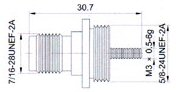 30.7
7/16-28UNEF-2A
M3 × 0.5-6g
5/8-24UNEF-2A